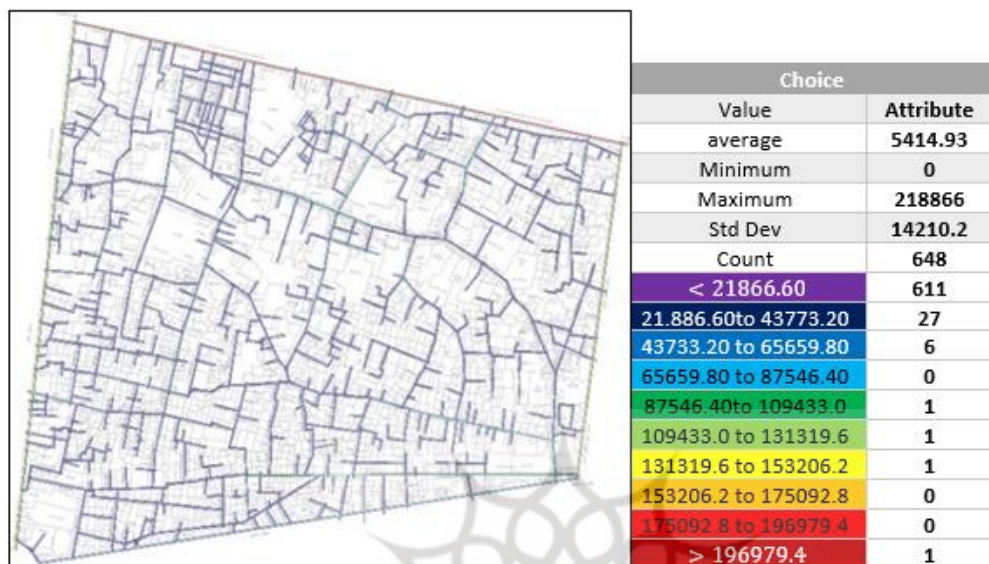 Choice
Value Attribute
average 5414.93
Minimum 0
Maximum 218866
Std Dev 14210.2
Count 648
< 21866.60 611
21.886.60to 43773.20 27
43733.20 to 65659.80 6
65659.80 to 87546.40 0
87546.40to 109433.0 1
109433.0 to 131319.6 1
131319.6 to 153206.2 1
153206.2 to 175092.8 0
175092.8 to 196979.4 0
> 196979.4 1